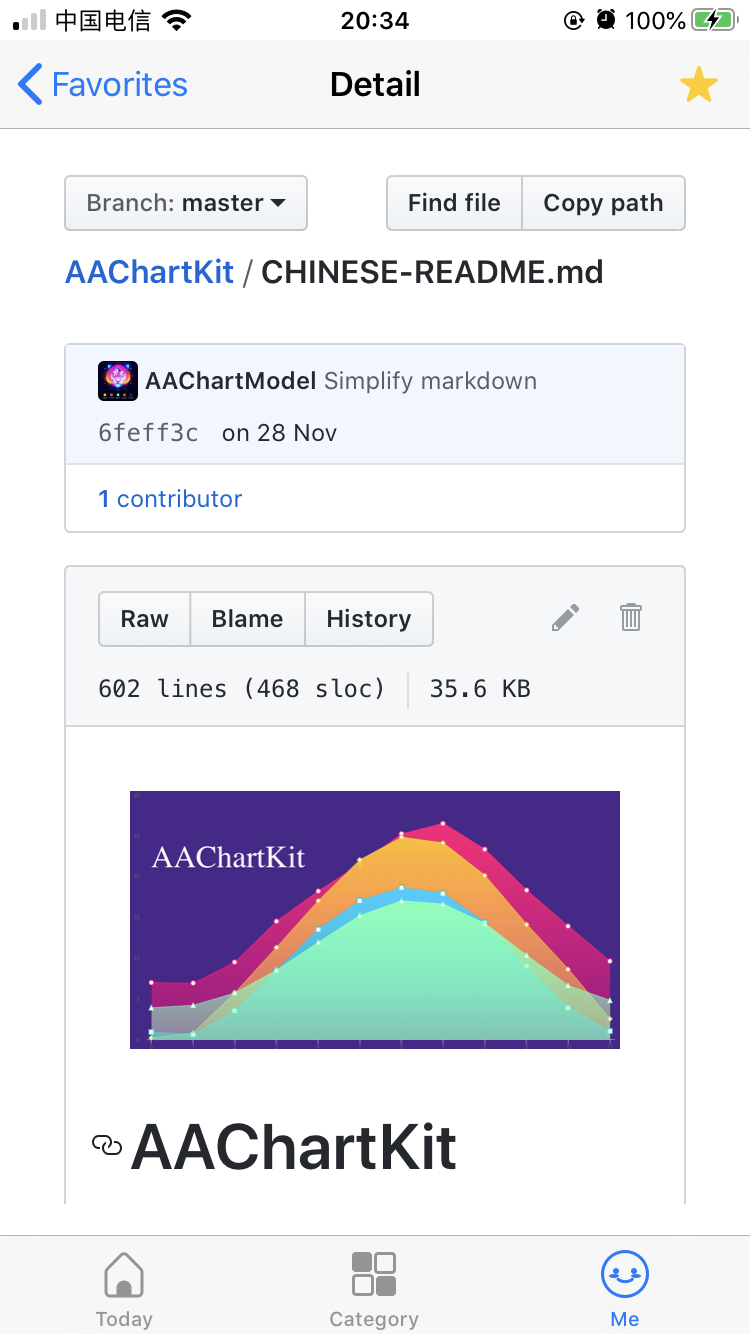 中国电信 20:34 100%
Favorites Detail
Branch: master Find file Copy path
AAChartKit / CHINESE-README.md
AAChartModel Simplify markdown
6feff3c on 28 Nov
1 contributor
Raw Blame History
602 lines (468 sloc) 35.6 KB
AAChartKit
AAChartKit
Today Category Me